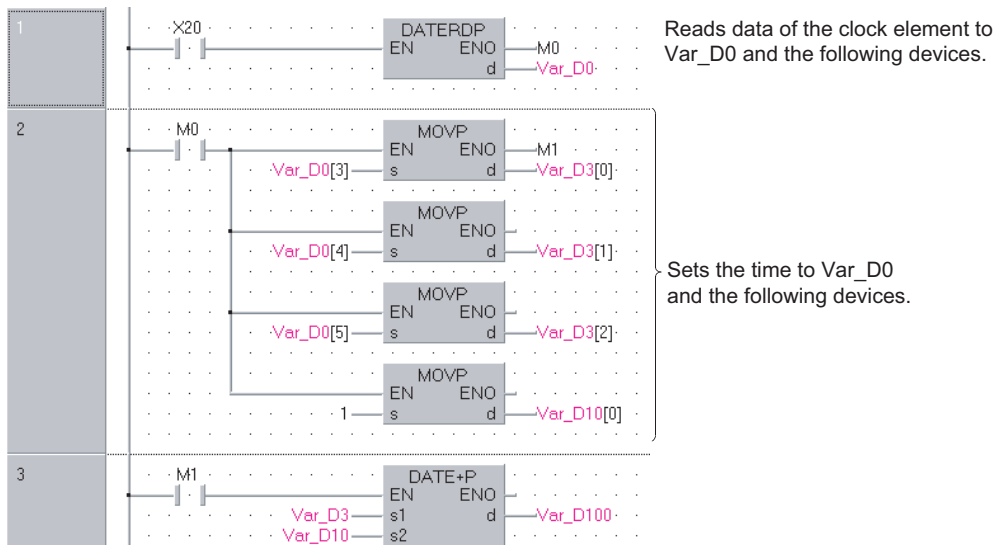 1
X20
DATERDP
EN ENO M0
d Var_D0
Reads data of the clock element to
Var_D0 and the following devices.
2
M0
MOVP
EN ENO M1
Var_D0[3] s d Var_D3[0]
MOVP
EN ENO
Var_D0[4] s d Var_D3[1]
MOVP
EN ENO
Var_D0[5] s d Var_D3[2]
MOVP
EN ENO
1 s d Var_D10[0]
Sets the time to Var_D0
and the following devices.
3
M1
DATE+P
EN ENO
Var_D3 s1 d Var_D100
Var_D10 s2